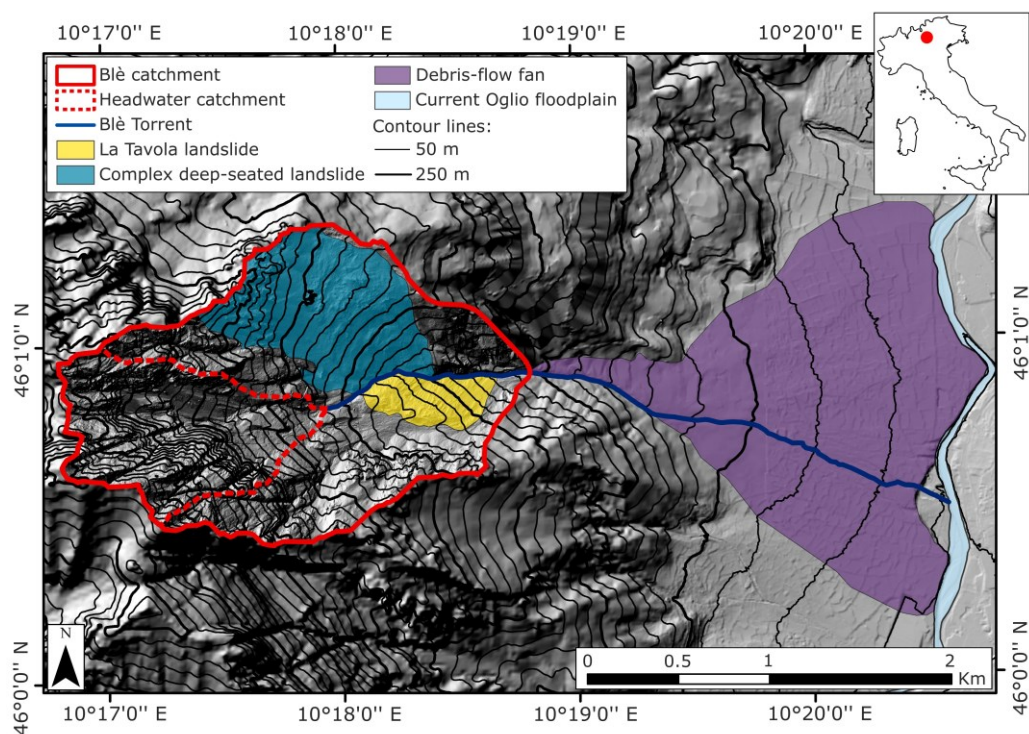 10°17'0'' E 10°18'0'' E 10°19'0'' E 10°20'0'' E
Blè catchment
Headwater catchment
Blè Torrent
La Tavola landslide
Complex deep-seated landslide
Debris-flow fan
Current Oglio floodplain
Contour lines:
50 m
250 m
46°1'0'' N
46°1'0'' N
46°0'0'' N
46°0'0'' N
N
0 0.5 1 2
Km
10°17'0'' E 10°18'0'' E 10°19'0'' E 10°20'0'' E